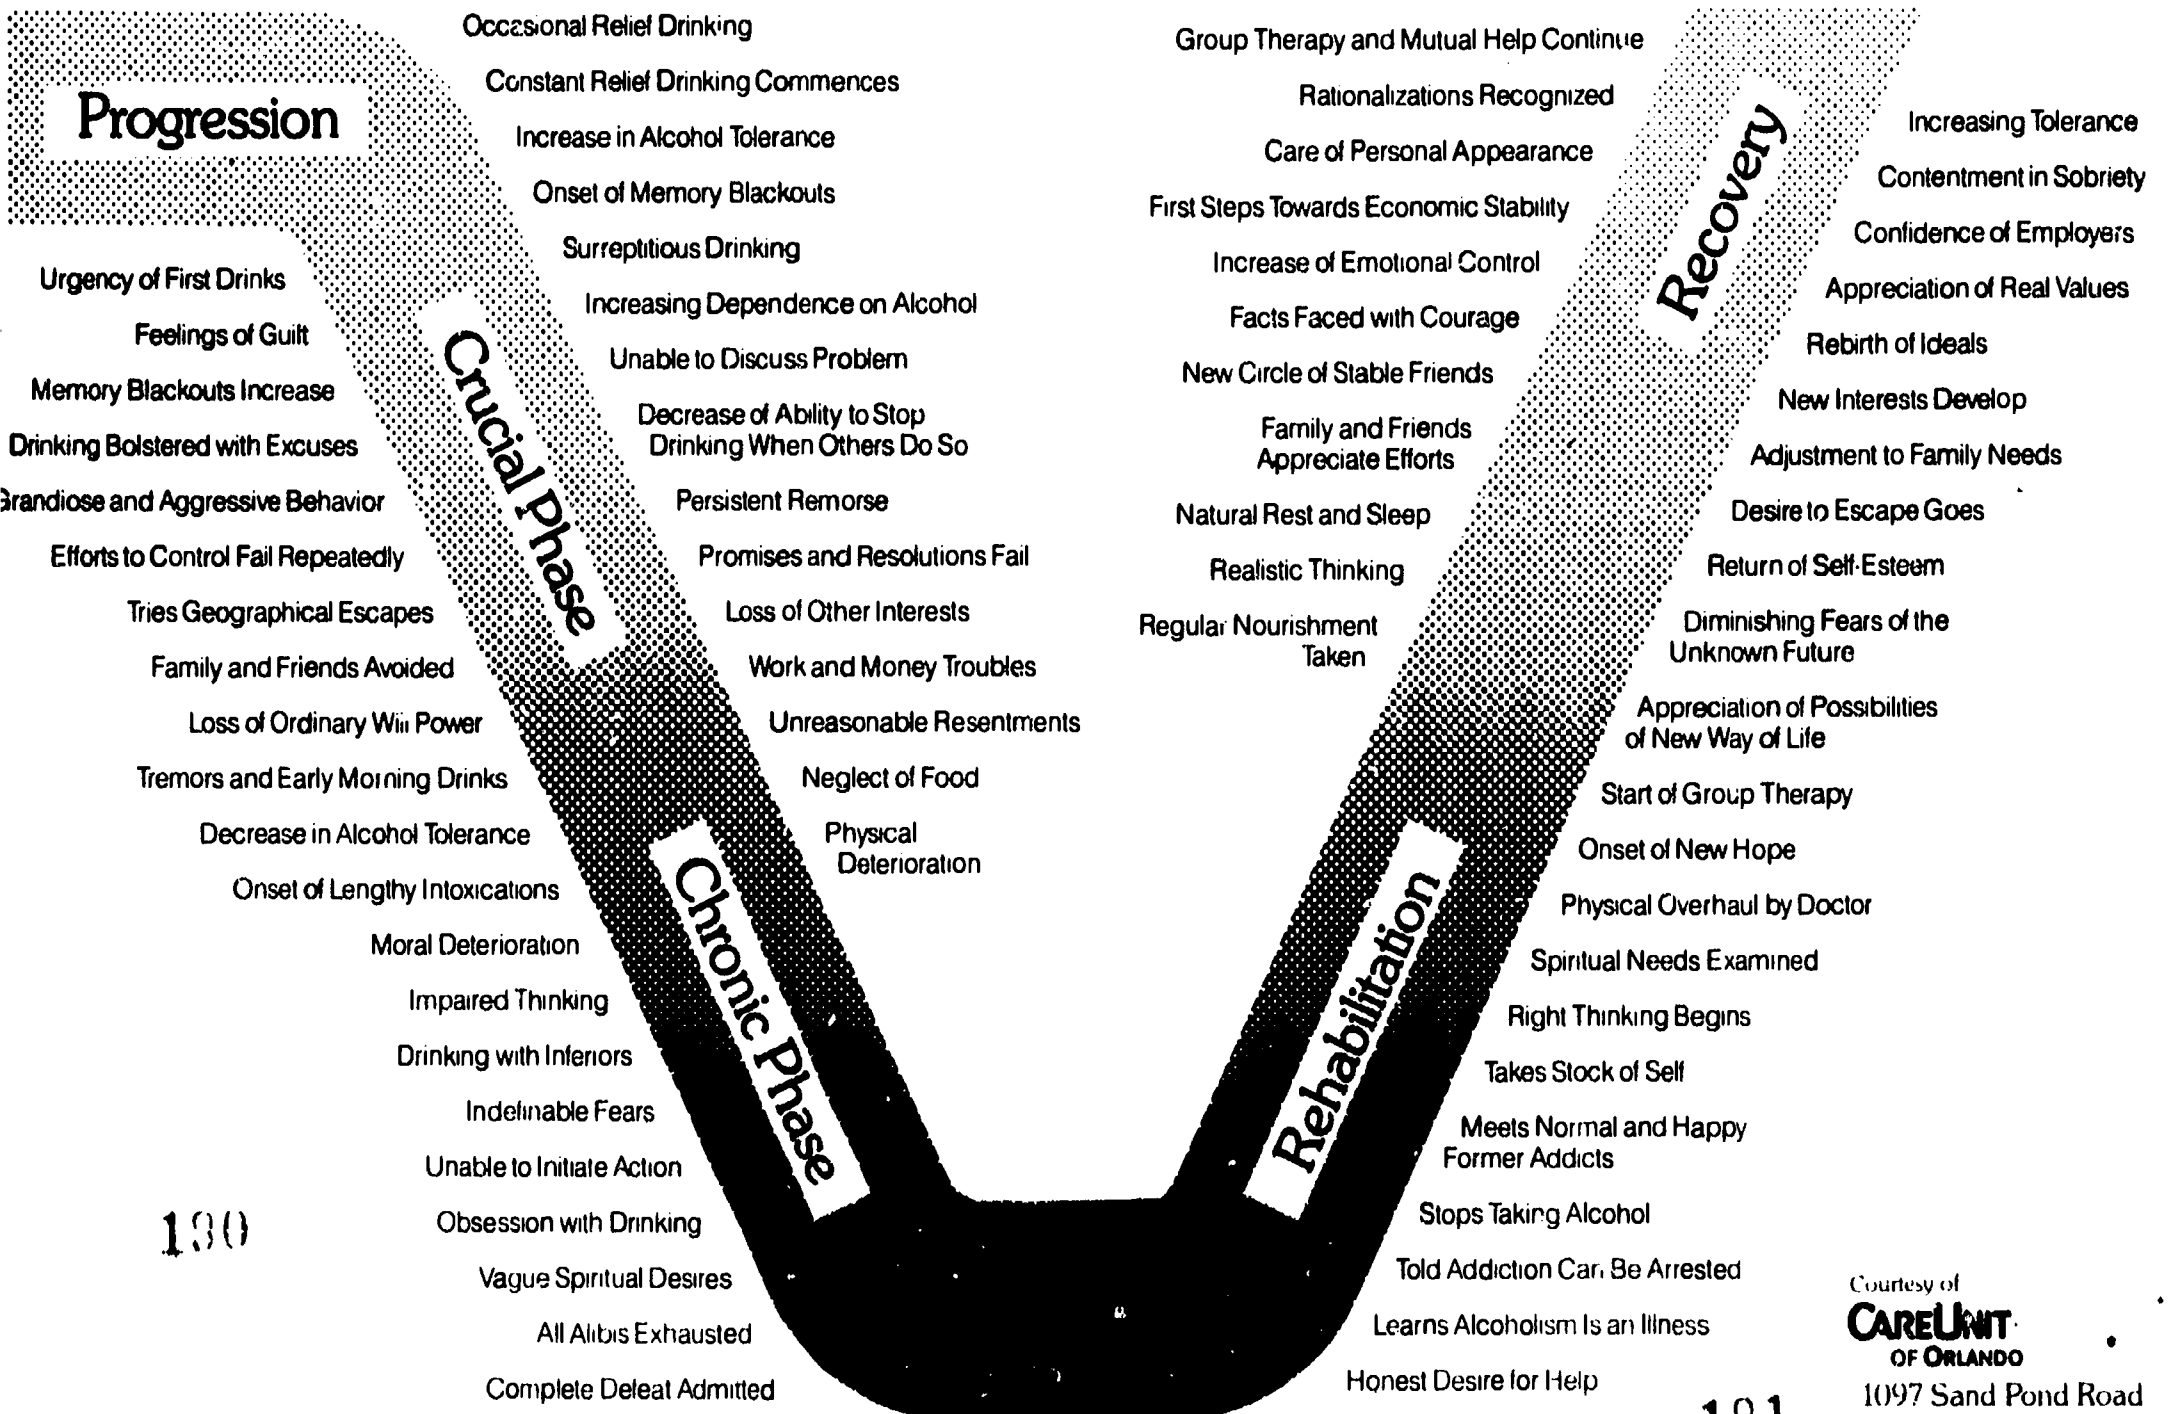 Progression
Occasional Relief Drinking
Constant Relief Drinking Commences
Increase in Alcohol Tolerance
Onset of Memory Blackouts
Surreptitious Drinking
Increasing Dependence on Alcohol
Unable to Discuss Problem
Decrease of Ability to Stop
Drinking When Others Do So
Persistent Remorse
Promises and Resolutions Fail
Loss of Other Interests
Work and Money Troubles
Unreasonable Resentments
Neglect of Food
Physical
Deterioration
Urgency of First Drinks
Feelings of Guilt
Memory Blackouts Increase
Drinking Bolstered with Excuses
Grandiose and Aggressive Behavior
Efforts to Control Fail Repeatedly
Tries Geographical Escapes
Family and Friends Avoided
Loss of Ordinary Will Power
Tremors and Early Morning Drinks
Decrease in Alcohol Tolerance
Onset of Lengthy Intoxications
Moral Deterioration
Impaired Thinking
Drinking with Inferiors
Indefinable Fears
Unable to Initiate Action
Obsession with Drinking
Vague Spiritual Desires
All Alibis Exhausted
Complete Defeat Admitted
Crucial Phase
Chronic Phase
Group Therapy and Mutual Help Continue
Rationalizations Recognized
Care of Personal Appearance
First Steps Towards Economic Stability
Increase of Emotional Control
Facts Faced with Courage
New Circle of Stable Friends
Family and Friends
Appreciate Efforts
Natural Rest and Sleep
Realistic Thinking
Regular Nourishment
Taken
Recovery
Rehabilitation
Increasing Tolerance
Contentment in Sobriety
Confidence of Employers
Appreciation of Real Values
Rebirth of Ideals
New Interests Develop
Adjustment to Family Needs
Desire to Escape Goes
Return of Self-Esteem
Diminishing Fears of the
Unknown Future
Appreciation of Possibilities
of New Way of Life
Start of Group Therapy
Onset of New Hope
Physical Overhaul by Doctor
Spiritual Needs Examined
Right Thinking Begins
Takes Stock of Self
Meets Normal and Happy
Former Addicts
Stops Taking Alcohol
Told Addiction Can Be Arrested
Learns Alcoholism Is an Illness
Honest Desire for Help
Courtesy of
CAREUNIT
OF ORLANDO
1097 Sand Pond Road